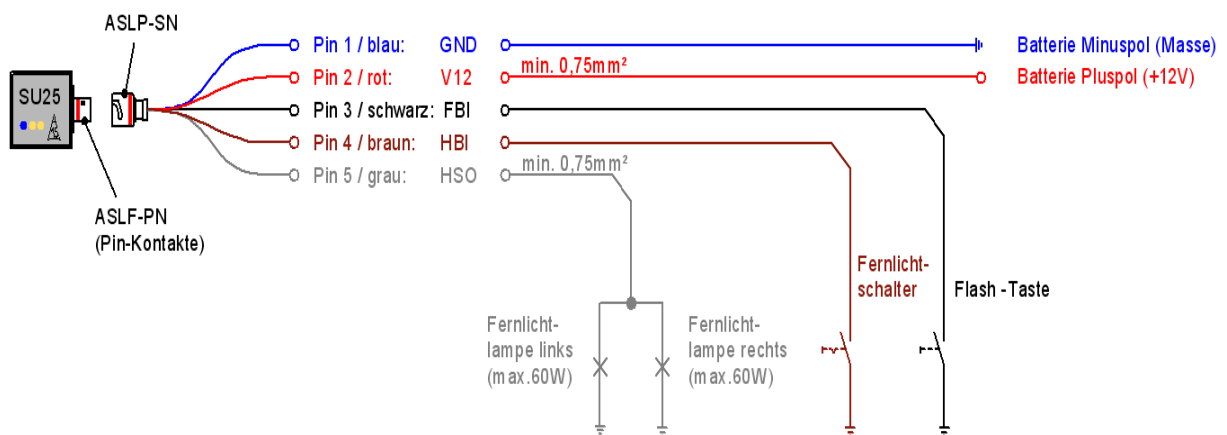 ASLP-SN
SU25
Pin 1 / blau: GND
Batterie Minuspol (Masse)
Pin 2 / rot: V12 min. 0,75mm²
Batterie Pluspol (+12V)
Pin 3 / schwarz: FBI
Pin 4 / braun: HBI
Pin 5 / grau: HSO min. 0,75mm²
ASLF-PN
(Pin-Kontakte)
Fernlicht-
schalter
Flash -Taste
Fernlicht-
lampe links
(max.60W)
Fernlicht-
lampe rechts
(max.60W)